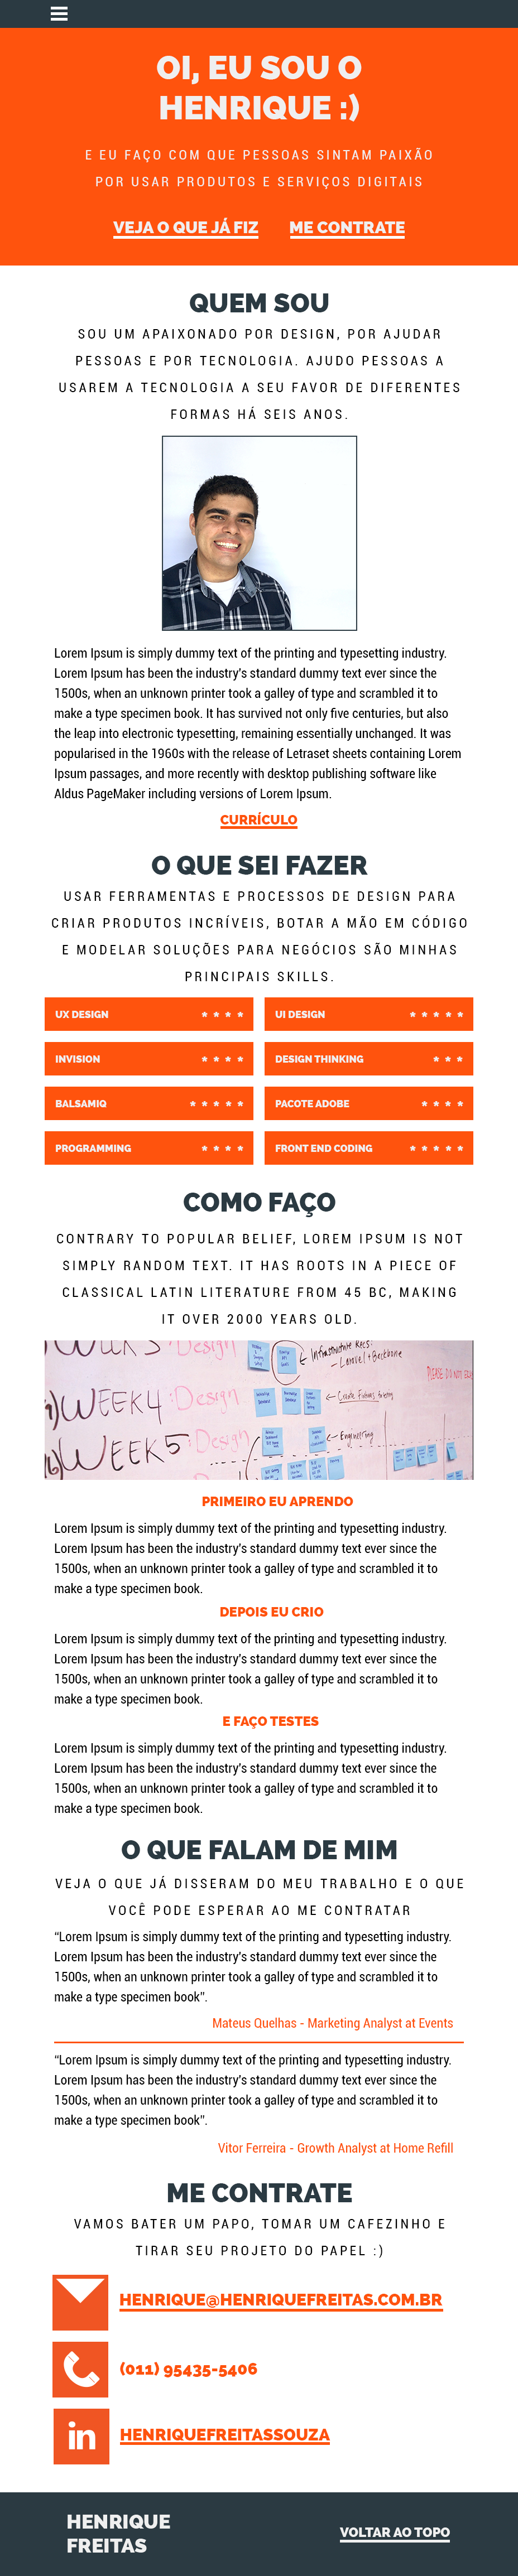 OI, EU SOU O
HENRIQUE :)
E EU FAÇO COM QUE PESSOAS SINTAM PAIXÃO
POR USAR PRODUTOS E SERVIÇOS DIGITAIS
VEJA O QUE JÁ FIZ ME CONTRATE
QUEM SOU
SOU UM APAIXONADO POR DESIGN, POR AJUDAR
PESSOAS E POR TECNOLOGIA. AJUDO PESSOAS A
USAREM A TECNOLOGIA A SEU FAVOR DE DIFERENTES
FORMAS HÁ SEIS ANOS.
Lorem Ipsum is simply dummy text of the printing and typesetting industry.
Lorem Ipsum has been the industry's standard dummy text ever since the
1500s, when an unknown printer took a galley of type and scrambled it to
make a type specimen book. It has survived not only five centuries, but also
the leap into electronic typesetting, remaining essentially unchanged. It was
popularised in the 1960s with the release of Letraset sheets containing Lorem
Ipsum passages, and more recently with desktop publishing software like
Aldus PageMaker including versions of Lorem Ipsum.
CURRÍCULO
O QUE SEI FAZER
USAR FERRAMENTAS E PROCESSOS DE DESIGN PARA
CRIAR PRODUTOS INCRÍVEIS, BOTAR A MÃO EM CÓDIGO
E MODELAR SOLUÇÕES PARA NEGÓCIOS SÃO MINHAS
PRINCIPAIS SKILLS.
UX DESIGN * * * * UI DESIGN * * * * *
INVISION * * * * DESIGN THINKING * * *
BALSAMIQ * * * * * PACOTE ADOBE * * * *
PROGRAMMING * * * * FRONT END CODING * * * * *
COMO FAÇO
CONTRARY TO POPULAR BELIEF, LOREM IPSUM IS NOT
SIMPLY RANDOM TEXT. IT HAS ROOTS IN A PIECE OF
CLASSICAL LATIN LITERATURE FROM 45 BC, MAKING
IT OVER 2000 YEARS OLD.
WEEK 3 : Design
Infrastructure Recs:
- Laravel / + Backbone
PLEASE DO NOT
WEEK 4 : Design
WEEK 5 : Design
Engineering
PRIMEIRO EU APRENDO
Lorem Ipsum is simply dummy text of the printing and typesetting industry.
Lorem Ipsum has been the industry's standard dummy text ever since the
1500s, when an unknown printer took a galley of type and scrambled it to
make a type specimen book.
DEPOIS EU CRIO
Lorem Ipsum is simply dummy text of the printing and typesetting industry.
Lorem Ipsum has been the industry's standard dummy text ever since the
1500s, when an unknown printer took a galley of type and scrambled it to
make a type specimen book.
E FAÇO TESTES
Lorem Ipsum is simply dummy text of the printing and typesetting industry.
Lorem Ipsum has been the industry's standard dummy text ever since the
1500s, when an unknown printer took a galley of type and scrambled it to
make a type specimen book.
O QUE FALAM DE MIM
VEJA O QUE JÁ DISSERAM DO MEU TRABALHO E O QUE
VOCÊ PODE ESPERAR AO ME CONTRATAR
“Lorem Ipsum is simply dummy text of the printing and typesetting industry.
Lorem Ipsum has been the industry's standard dummy text ever since the
1500s, when an unknown printer took a galley of type and scrambled it to
make a type specimen book”.
Mateus Quelhas - Marketing Analyst at Events
“Lorem Ipsum is simply dummy text of the printing and typesetting industry.
Lorem Ipsum has been the industry's standard dummy text ever since the
1500s, when an unknown printer took a galley of type and scrambled it to
make a type specimen book”.
Vitor Ferreira - Growth Analyst at Home Refill
ME CONTRATE
VAMOS BATER UM PAPO, TOMAR UM CAFEZINHO E
TIRAR SEU PROJETO DO PAPEL :)
HENRIQUE@HENRIQUEFREITAS.COM.BR
(011) 95435-5406
in HENRIQUEFREITASSOUZA
HENRIQUE
FREITAS
VOLTAR AO TOPO